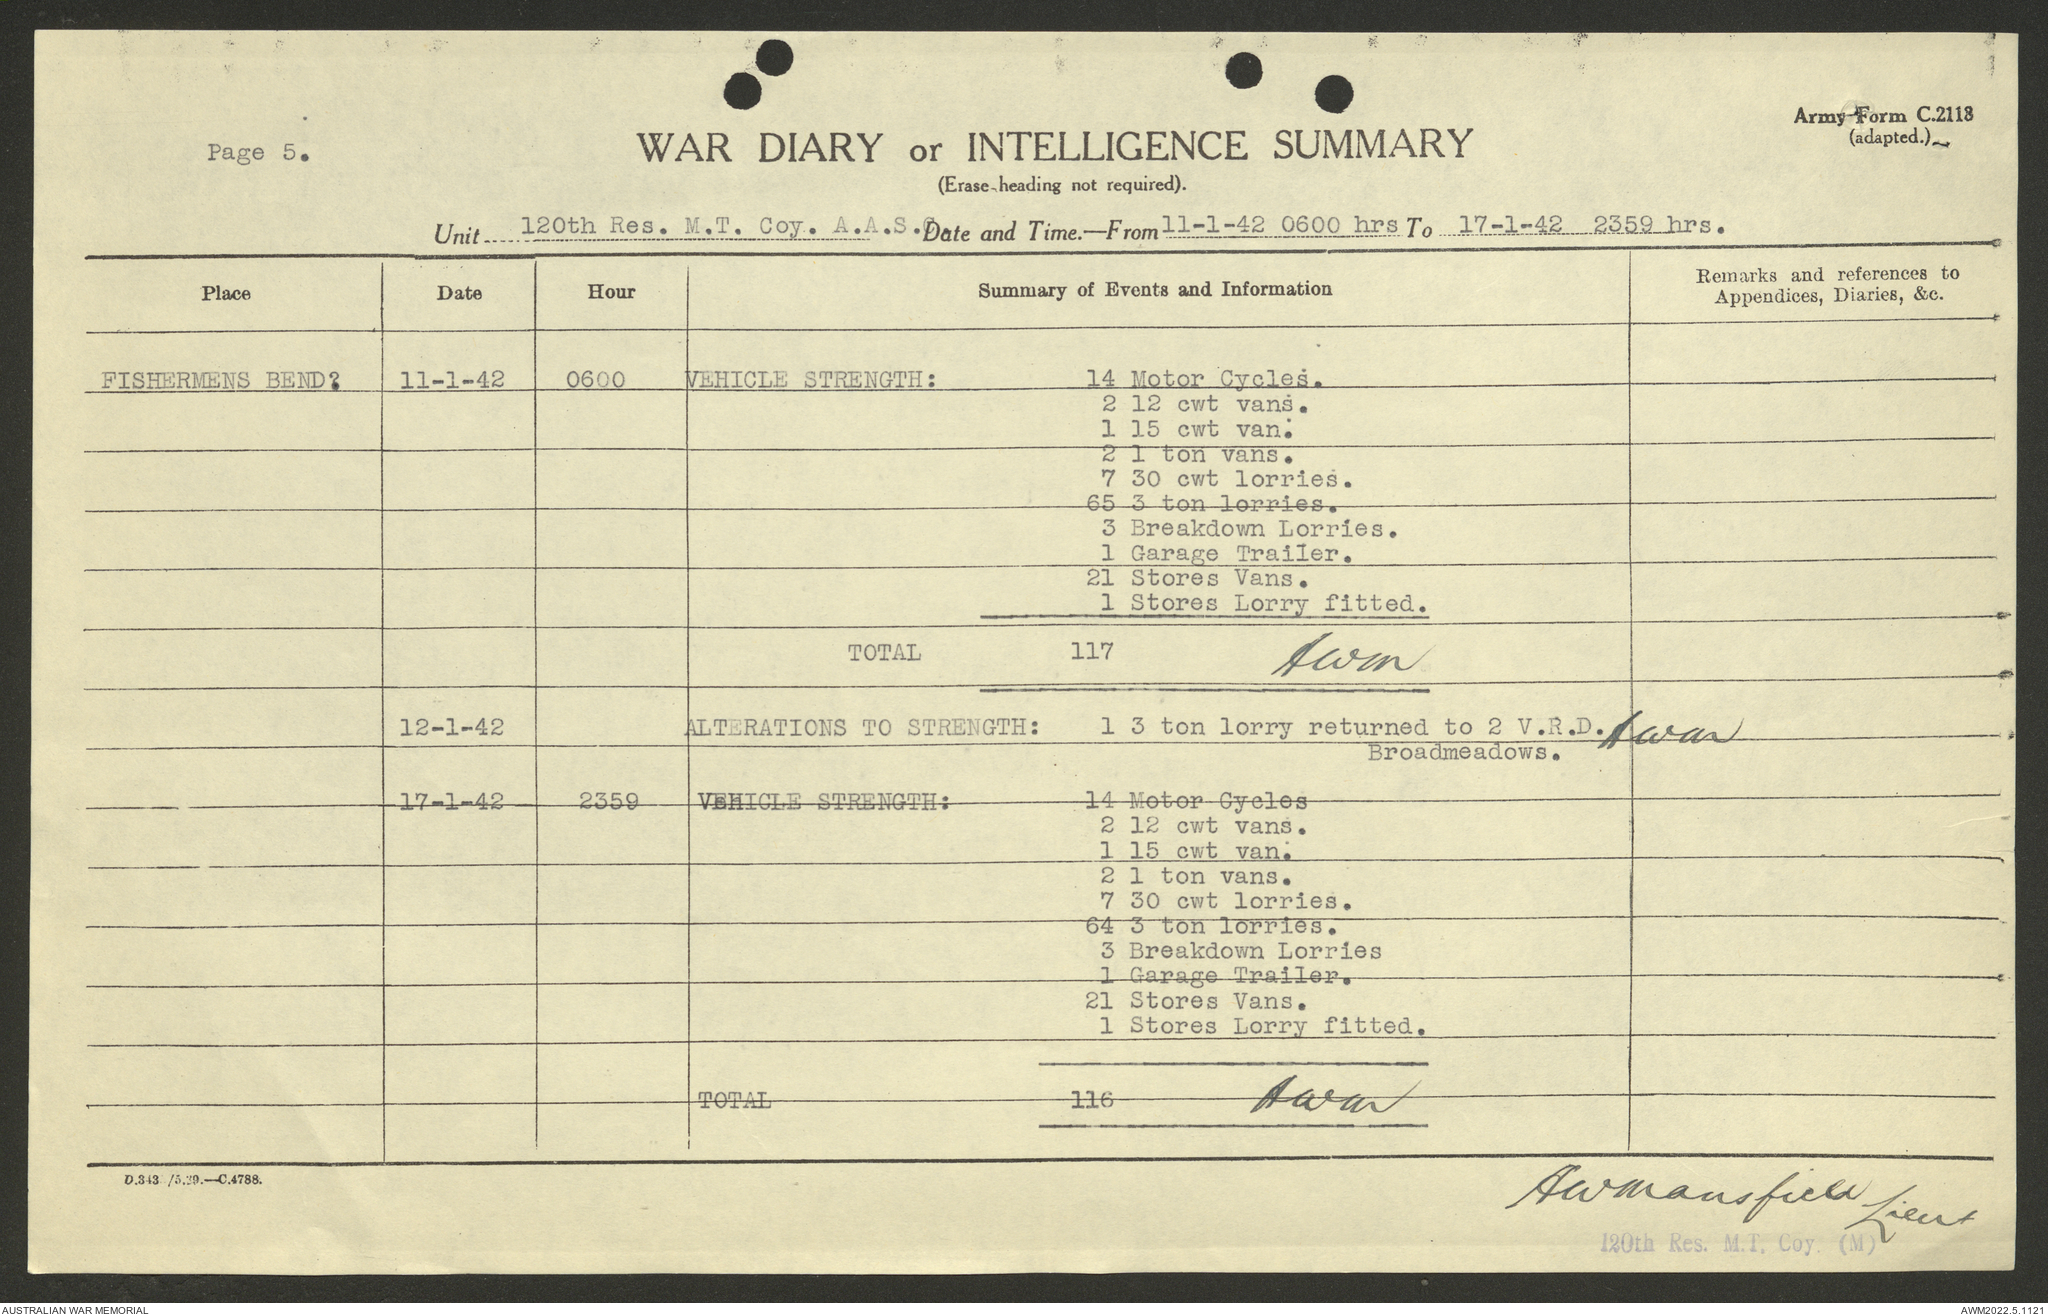 Army Form C.2118
(adapted.)
Page 5.
WAR DIARY or INTELLIGENCE SUMMARY
(Erase heading not required).
Unit 120th Res. M.T. Coy. A.A.S.C. Date and Time.—From 11-1-42 0600 hrs To 17-1-42 2359 hrs.
Place Date Hour Summary of Events and Information Remarks and references to
Appendices, Diaries, &c.
FISHERMENS BEND? 11-1-42 0600 VEHICLE STRENGTH: 14 Motor Cycles.
2 12 cwt vans.
1 15 cwt van.
2 1 ton vans.
7 30 cwt lorries.
65 3 ton lorries.
3 Breakdown Lorries.
1 Garage Trailer.
21 Stores Vans.
1 Stores Lorry fitted.
TOTAL 117 Awm
12-1-42 ALTERATIONS TO STRENGTH: 1 3 ton lorry returned to 2 V.R.D. Awm
Broadmeadows.
17-1-42 2359 VEHICLE STRENGTH: 14 Motor Cycles
2 12 cwt vans.
1 15 cwt van.
2 1 ton vans.
7 30 cwt lorries.
64 3 ton lorries.
3 Breakdown Lorries
1 Garage Trailer.
21 Stores Vans.
1 Stores Lorry fitted.
TOTAL 116 Awm
D.343 /5.39.—C.4788.
AWMansfield Lieut
120th Res. M.T. Coy (M)
AUSTRALIAN WAR MEMORIAL
AWM2022.5.1121